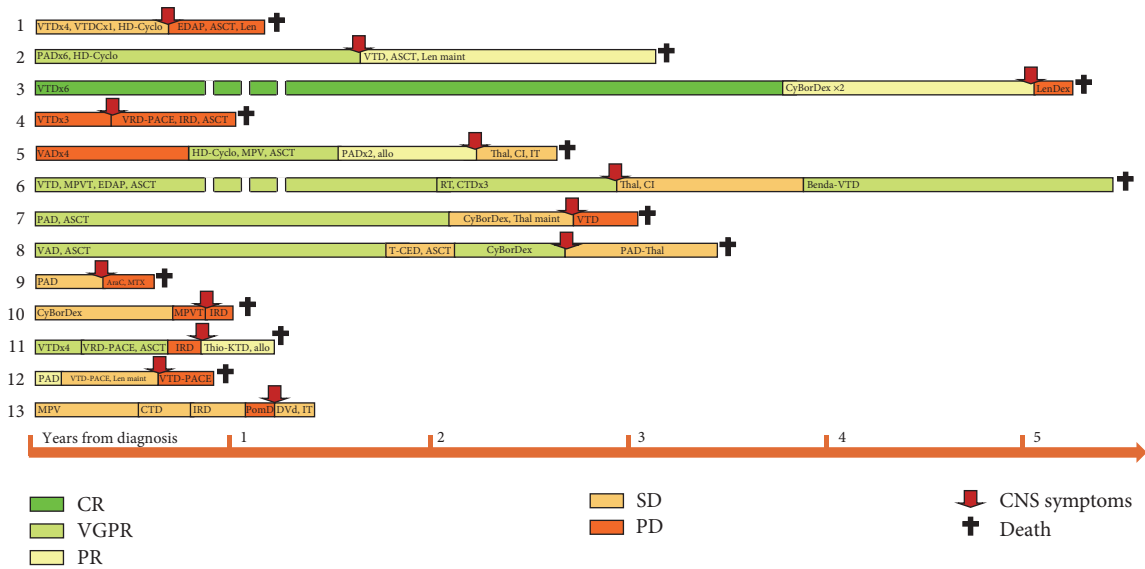 1 VTDx4, VTDCx1, HD-Cyclo EDAP, ASCT, Len
2 PADx6, HD-Cyclo VTD, ASCT, Len maint
3 VTDx6 CyBorDex ×2 LenDex
4 VTDx3 VRD-PACE, IRD, ASCT
5 VADx4 HD-Cyclo, MPV, ASCT PADx2, allo Thal, CI, IT
6 VTD, MPVT, EDAP, ASCT RT, CTDx3 Thal, CI Benda-VTD
7 PAD, ASCT CyBorDex, Thal maint VTD
8 VAD, ASCT T-CED, ASCT CyBorDex PAD-Thal
9 PAD AraC, MTX
10 CyBorDex MPVT IRD
11 VTDx4 VRD-PACE, ASCT IRD Thio-KTD, allo
12 PAD VTD-PACE, Len maint VTD-PACE
13 MPV CTD IRD PomD DVd, IT
Years from diagnosis 1 2 3 4 5
CR SD CNS symptoms
VGPR PD Death
PR